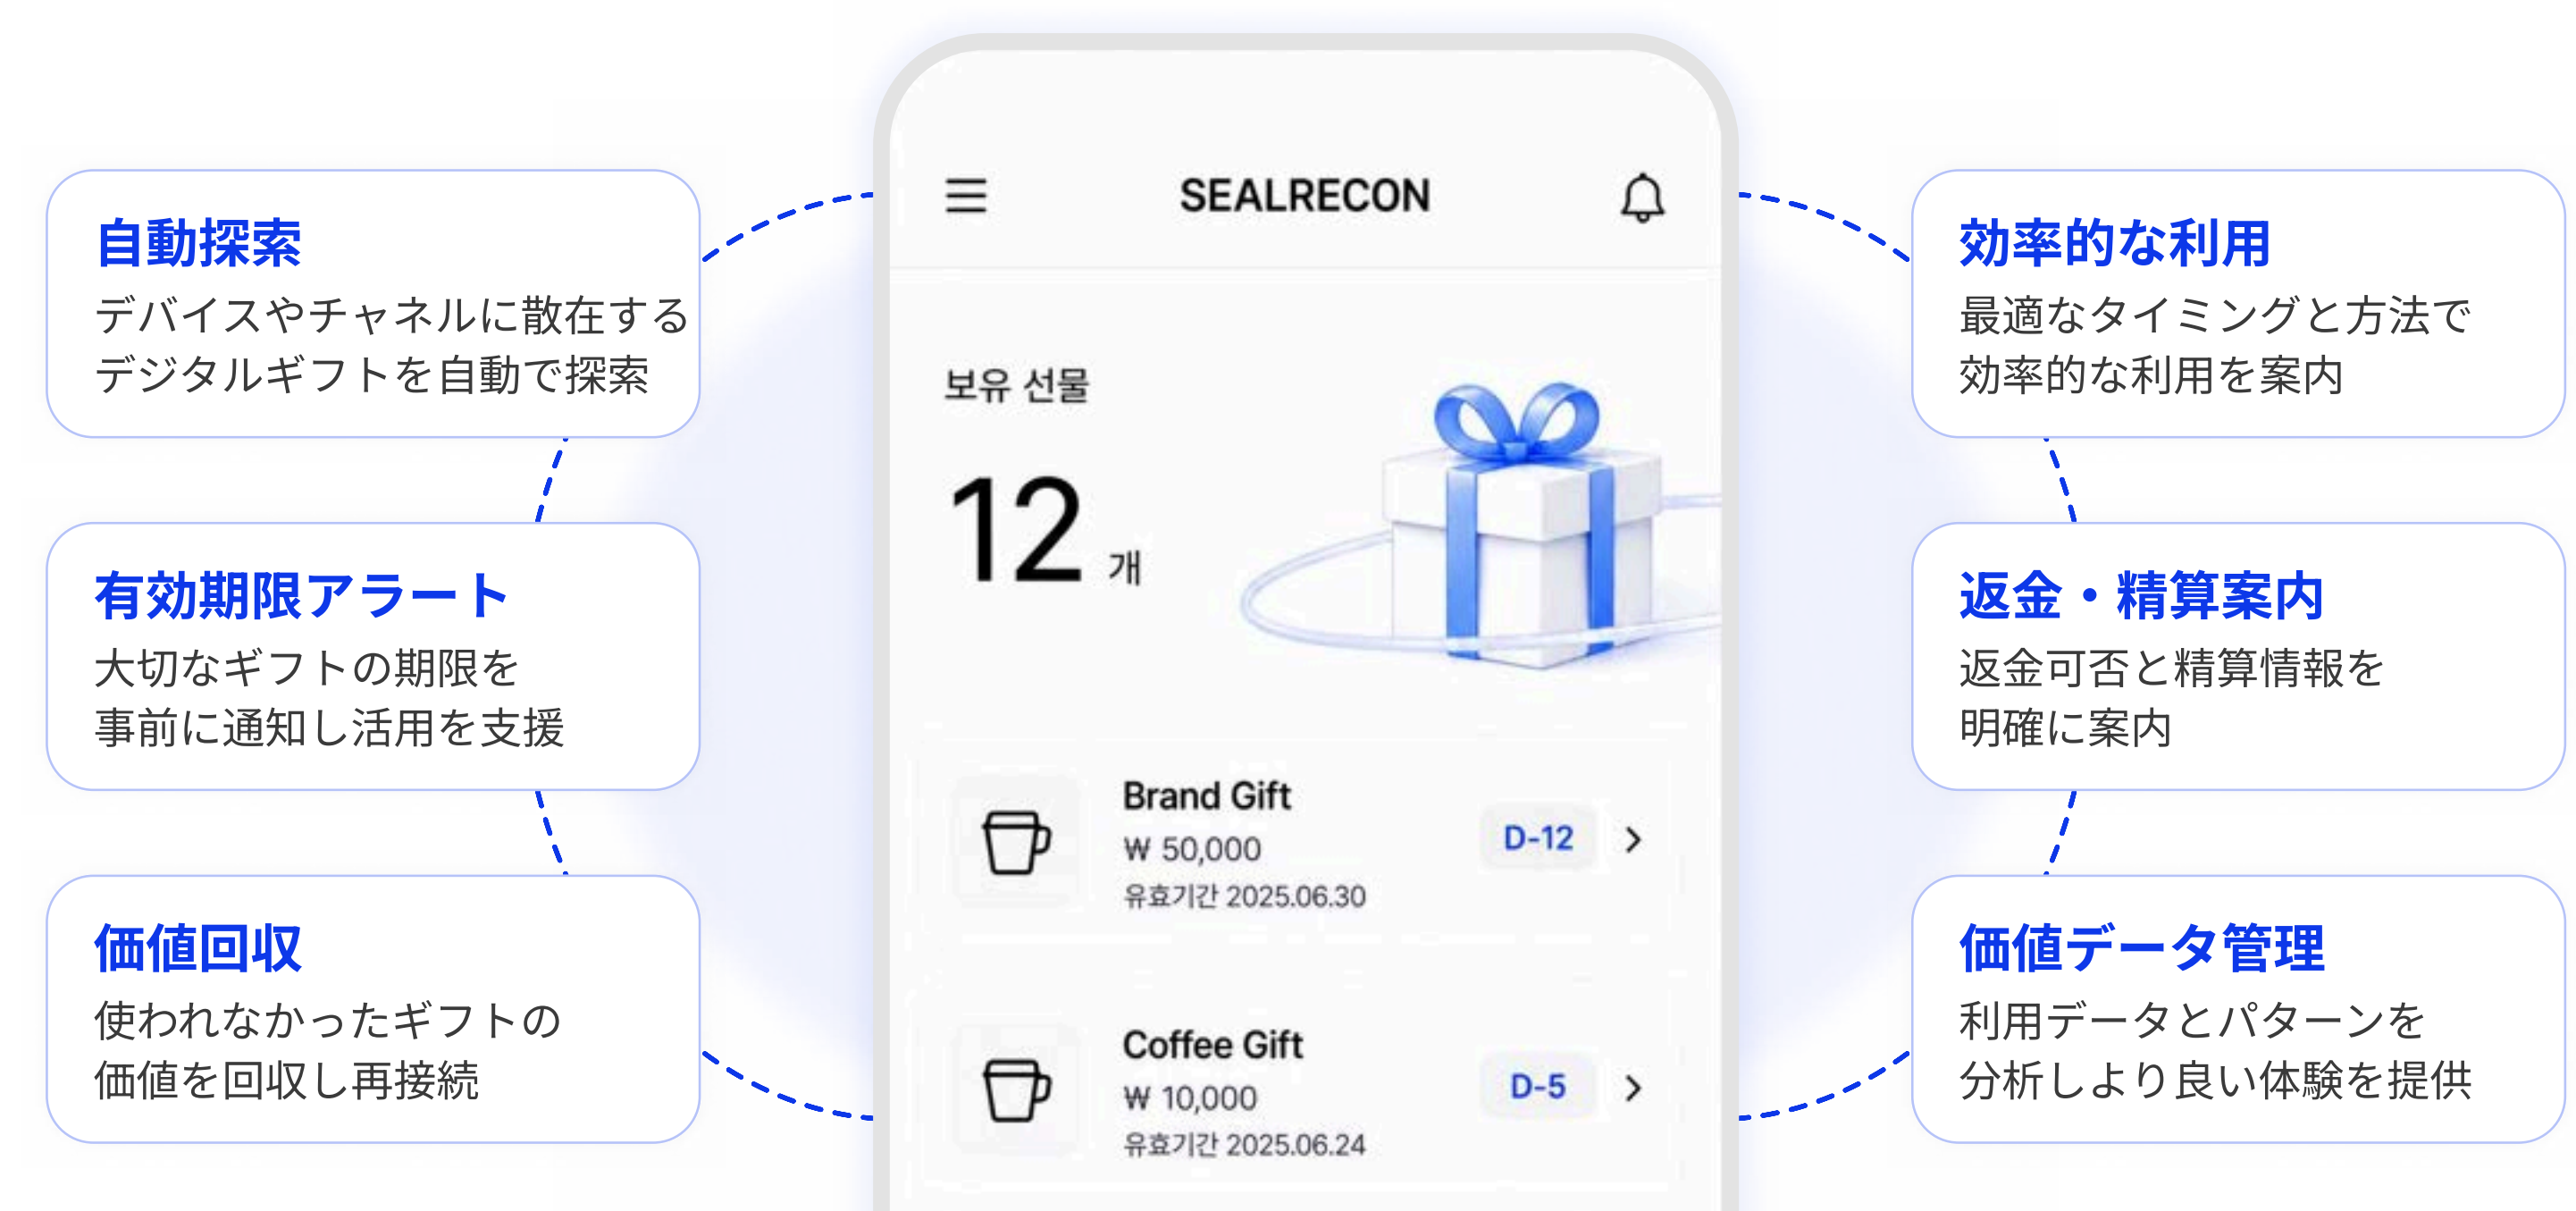 自動探索
デバイスやチャネルに散在する
デジタルギフトを自動で探索
有効期限アラート
大切なギフトの期限を
事前に通知し活用を支援
価値回収
使われなかったギフトの
価値を回収し再接続
SEALRECON
보유 선물
12 개
Brand Gift
₩ 50,000
유효기간 2025.06.30
D-12
Coffee Gift
₩ 10,000
유효기간 2025.06.24
D-5
効率的な利用
最適なタイミングと方法で
効率的な利用を案内
返金・精算案内
返金可否と精算情報を
明確に案内
価値データ管理
利用データとパターンを
分析しより良い体験を提供